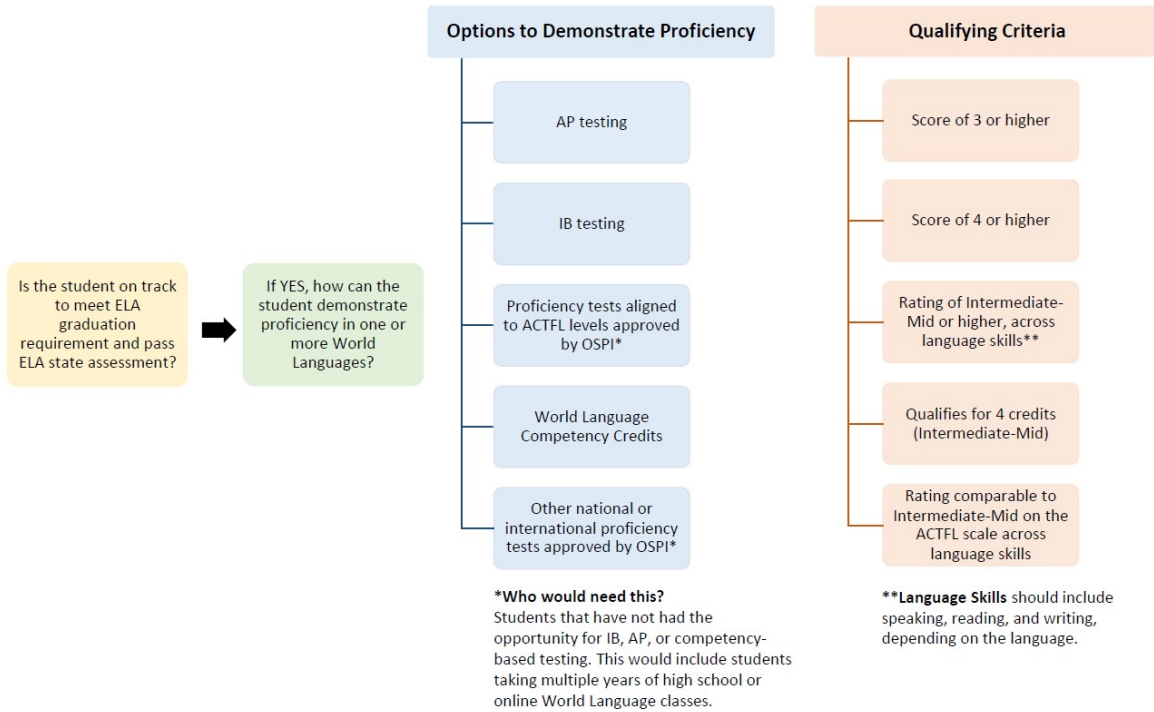 Options to Demonstrate Proficiency
Qualifying Criteria
AP testing
Score of 3 or higher
IB testing
Score of 4 or higher
Is the student on track
to meet ELA
graduation
requirement and pass
ELA state assessment?
If YES, how can the
student demonstrate
proficiency in one or
more World
Languages?
Proficiency tests aligned
to ACTFL levels approved
by OSPI*
Rating of Intermediate-
Mid or higher, across
language skills**
World Language
Competency Credits
Qualifies for 4 credits
(Intermediate-Mid)
Other national or
international proficiency
tests approved by OSPI*
Rating comparable to
Intermediate-Mid on the
ACTFL scale across
language skills
*Who would need this?
Students that have not had the
opportunity for IB, AP, or competency-
based testing. This would include students
taking multiple years of high school or
online World Language classes.
**Language Skills should include
speaking, reading, and writing,
depending on the language.